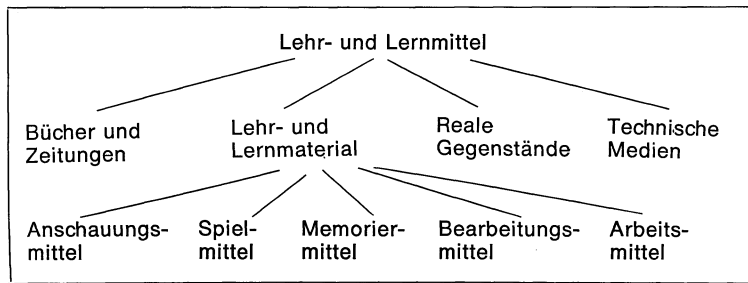 Lehr- und Lernmittel
Bücher und
Zeitungen
Lehr- und
Lernmaterial
Reale
Gegenstände
Technische
Medien
Anschauungs-
mittel
Spiel-
mittel
Memorier-
mittel
Bearbeitungs-
mittel
Arbeits-
mittel